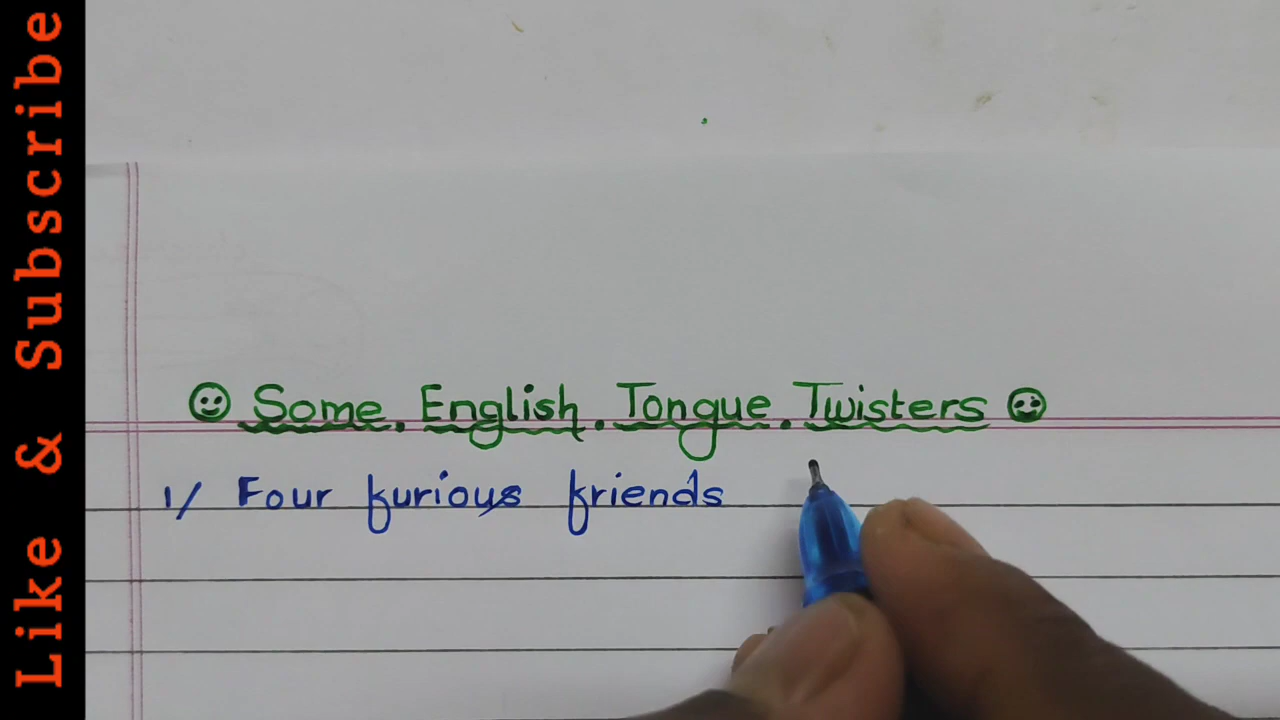 Like & Subscribe
☺ Some. English. Tongue. Twisters ☺
1/ Four furious friends